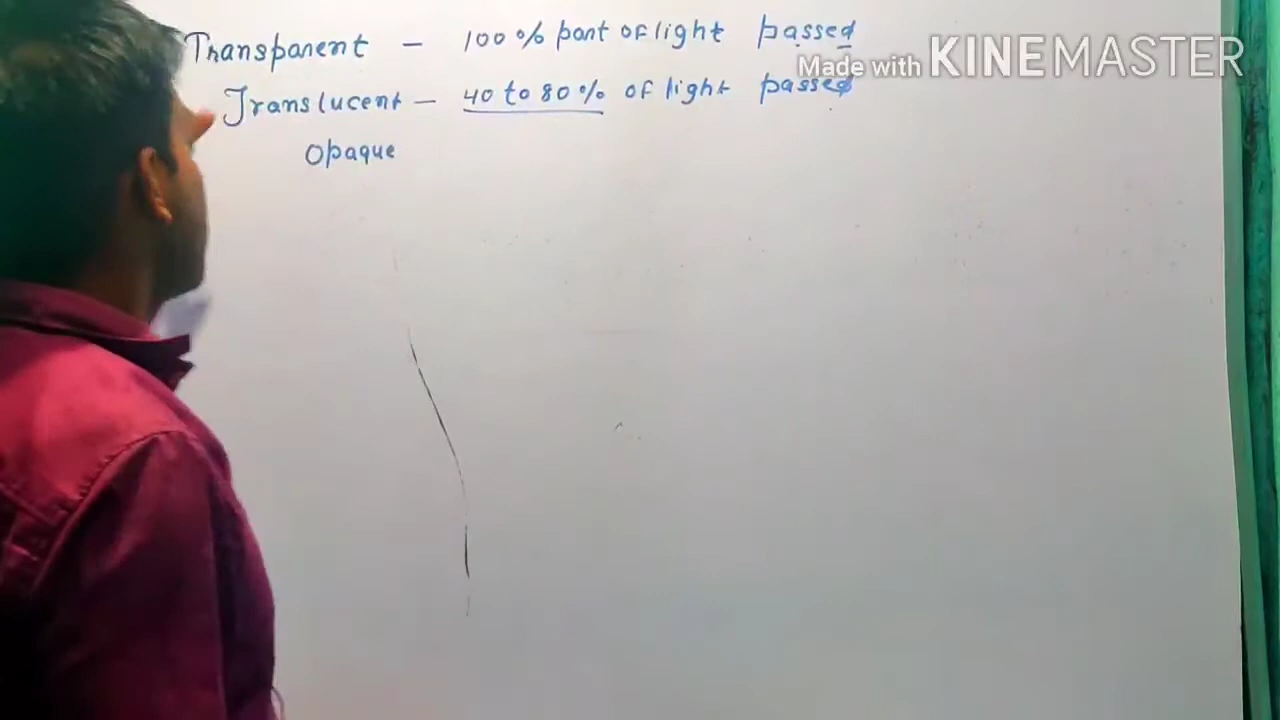 Transparent - 100% part of light passed
Made with KINEMASTER
Translucent - 40 to 80% of light passed
opaque